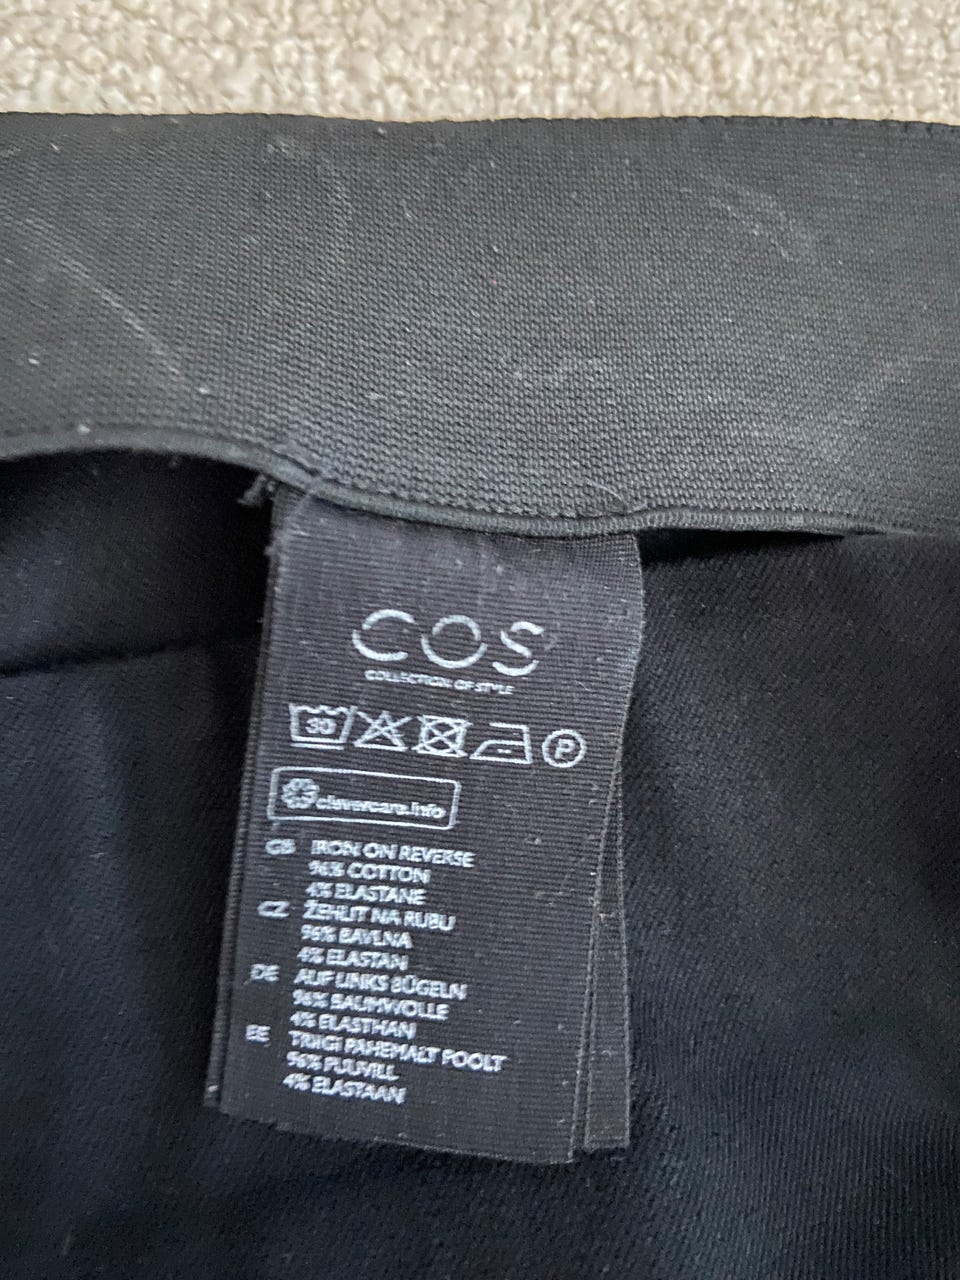 COS
COLLECTION OF STYLE
30 P
clevercare.info
GB IRON ON REVERSE
96% COTTON
4% ELASTANE
CZ ŽEHLIT NA RUBU
96% BAVLNA
4% ELASTAN
DE AUF LINKS BÜGELN
96% BAUMWOLLE
4% ELASTHAN
EE TRIIGI PAHEMALT POOLT
96% PUUVILL
4% ELASTAAN